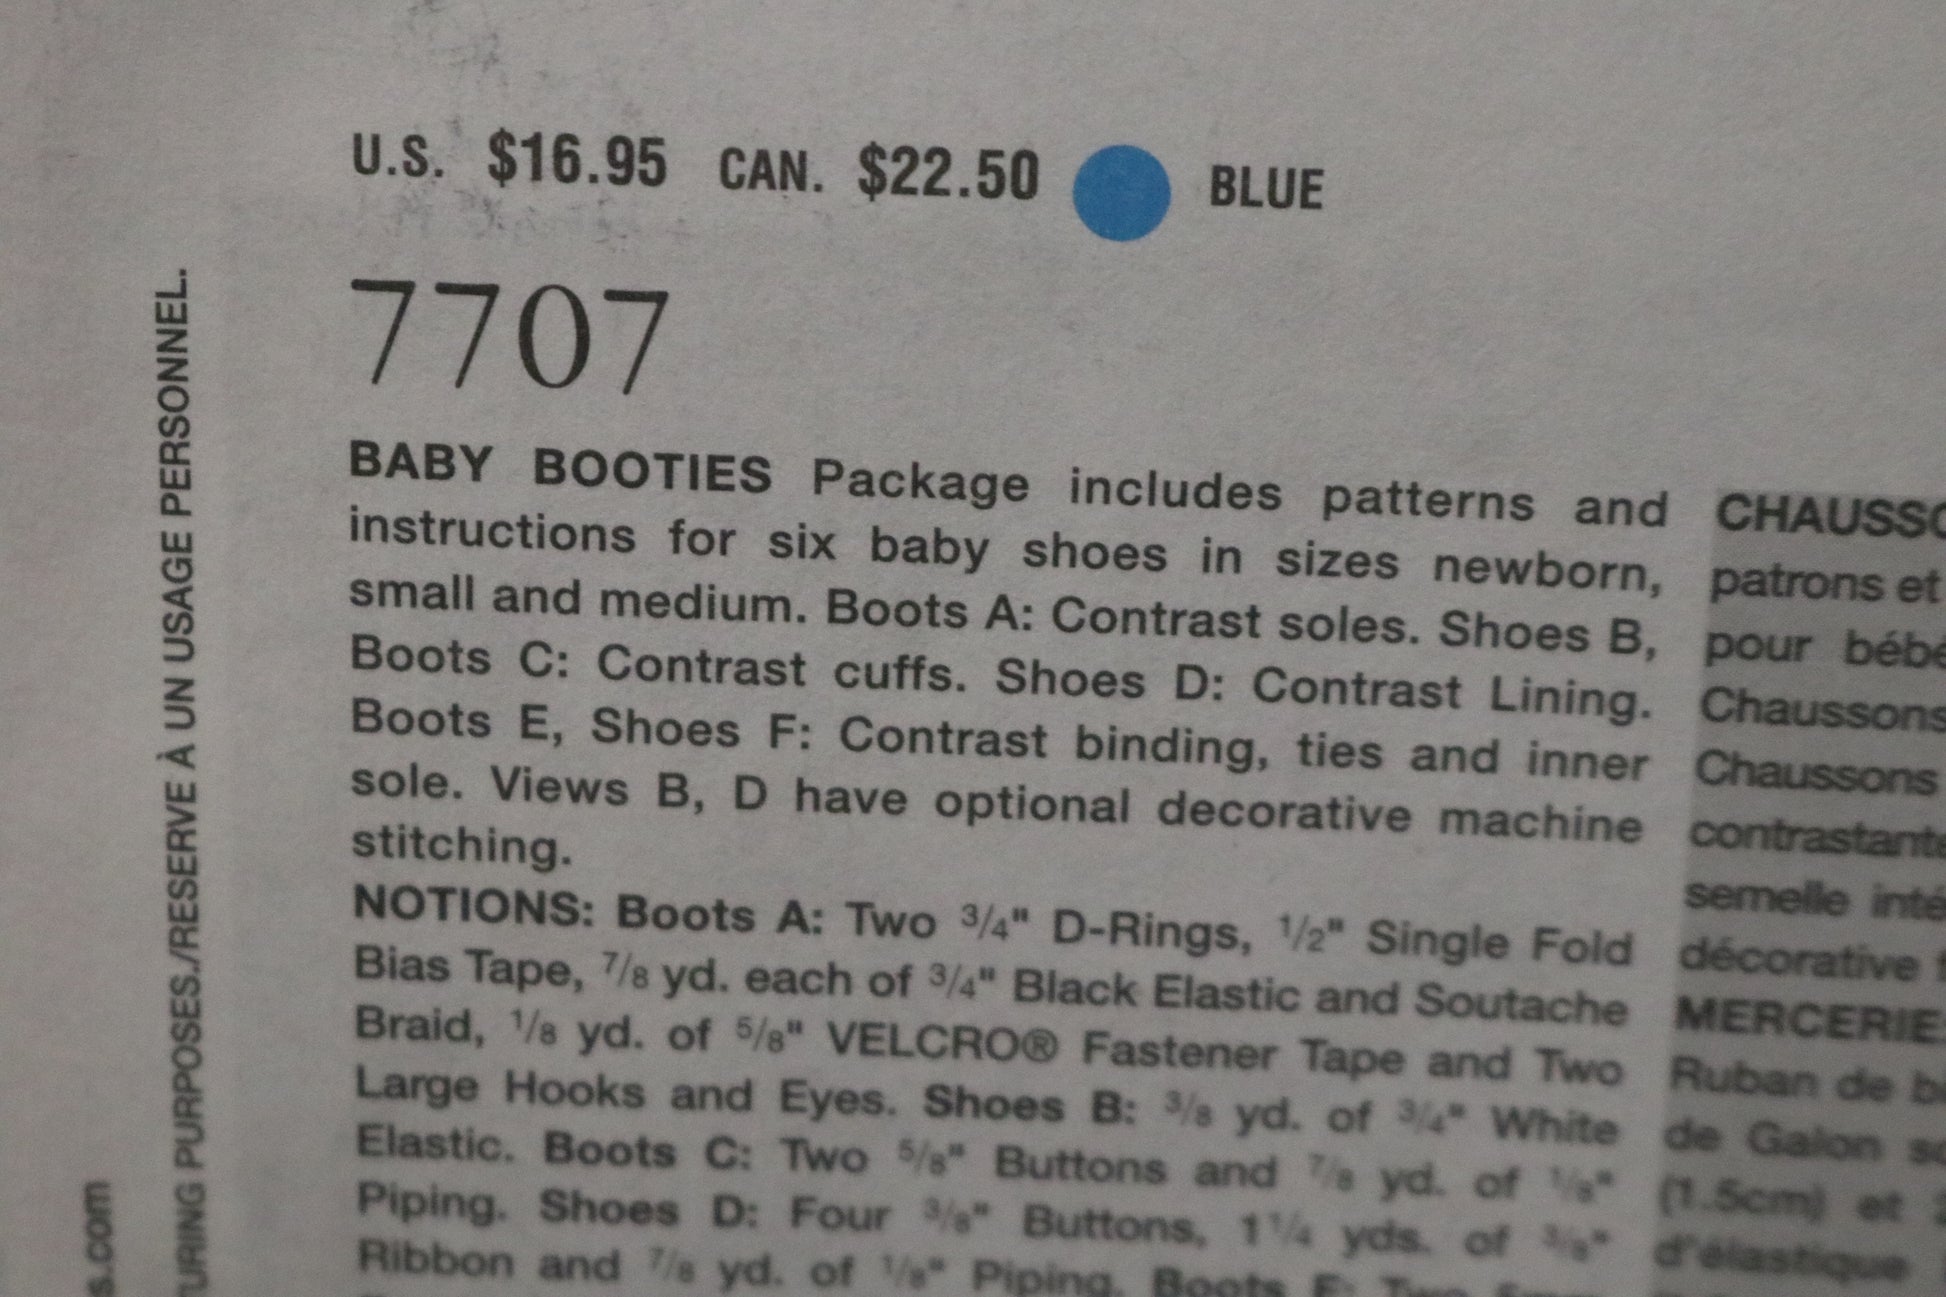 U.S. $16.95 CAN. $22.50 BLUE
7707
BABY BOOTIES Package includes patterns and
instructions for six baby shoes in sizes newborn,
small and medium. Boots A: Contrast soles. Shoes B,
Boots C: Contrast cuffs. Shoes D: Contrast Lining.
Boots E, Shoes F: Contrast binding, ties and inner
sole. Views B, D have optional decorative machine
stitching.
NOTIONS: Boots A: Two 3/4" D-Rings, 1/2" Single Fold
Bias Tape, 7/8 yd. each of 3/4" Black Elastic and Soutache
Braid, 1/8 yd. of 5/8" VELCRO® Fastener Tape and Two
Large Hooks and Eyes. Shoes B: 3/8 yd. of 3/4" White
Elastic. Boots C: Two 5/8" Buttons and 7/8 yd. of 1/8"
Piping. Shoes D: Four 3/8" Buttons, 1 1/4 yds. of 3/8"
Ribbon and 7/8 yd. of 1/8" Piping. Boots E: Two
patrons et
pour
Chaussons
Chaussons
semelle
décorative
MERCERIE
Ruban de
de Galon
(1.5cm) et
d'élastique
TURING PURPOSES./RESERVE À UN USAGE PERSONNEL.
s.com